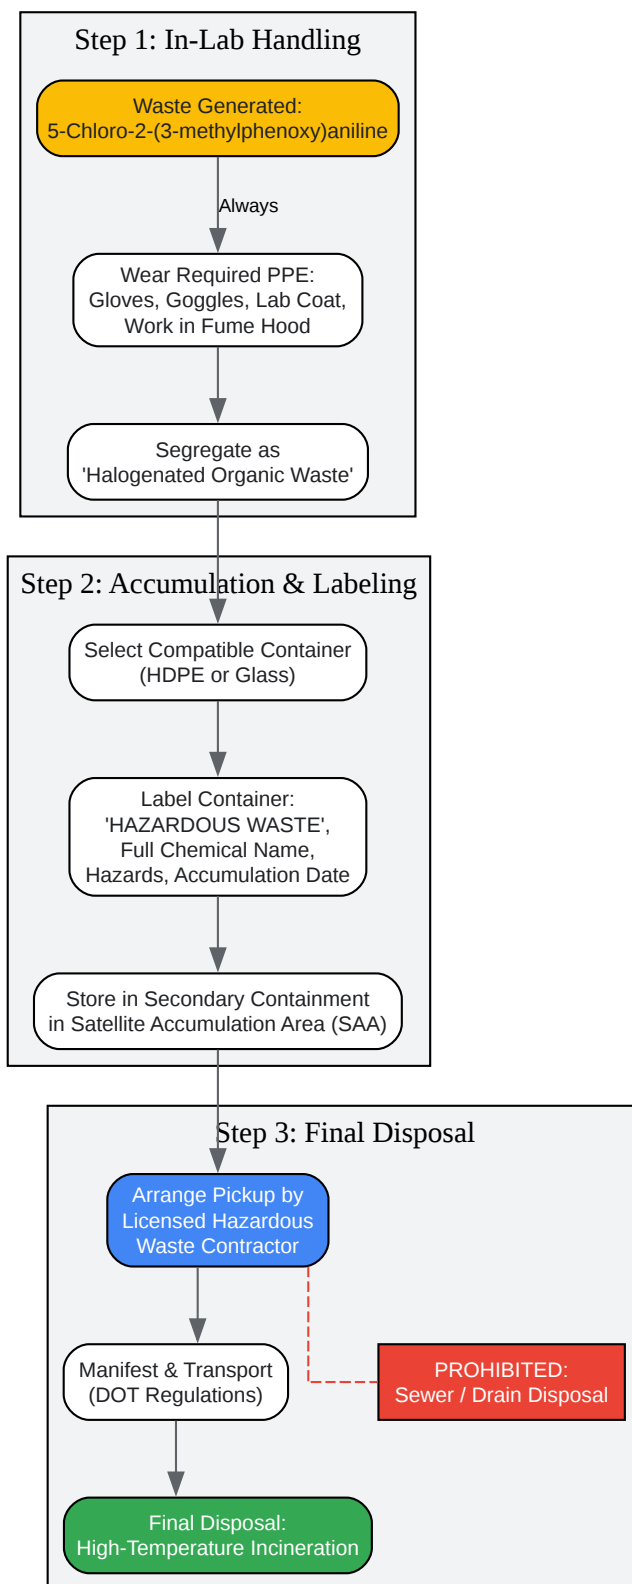 Step 1: In-Lab Handling
Waste Generated:
5-Chloro-2-(3-methylphenoxy)aniline
Always
Wear Required PPE:
Gloves, Goggles, Lab Coat,
Work in Fume Hood
Segregate as
'Halogenated Organic Waste'
Step 2: Accumulation & Labeling
Select Compatible Container
(HDPE or Glass)
Label Container:
'HAZARDOUS WASTE',
Full Chemical Name,
Hazards, Accumulation Date
Store in Secondary Containment
in Satellite Accumulation Area (SAA)
Step 3: Final Disposal
Arrange Pickup by
Licensed Hazardous
Waste Contractor
Manifest & Transport
(DOT Regulations)
PROHIBITED:
Sewer / Drain Disposal
Final Disposal:
High-Temperature Incineration